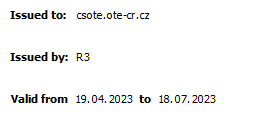 Issued to: csote.ote-cr.cz
Issued by: R3
Valid from 19.04.2023 to 18.07.2023